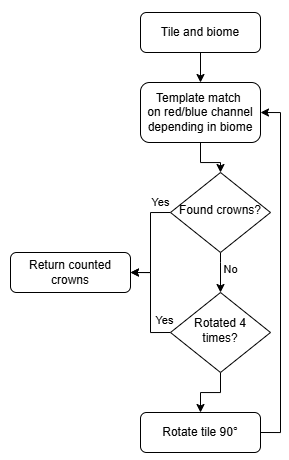 Tile and biome
Template match
on red/blue channel
depending in biome
Yes
Found crowns?
Return counted
crowns
No
Yes
Rotated 4
times?
Rotate tile 90°